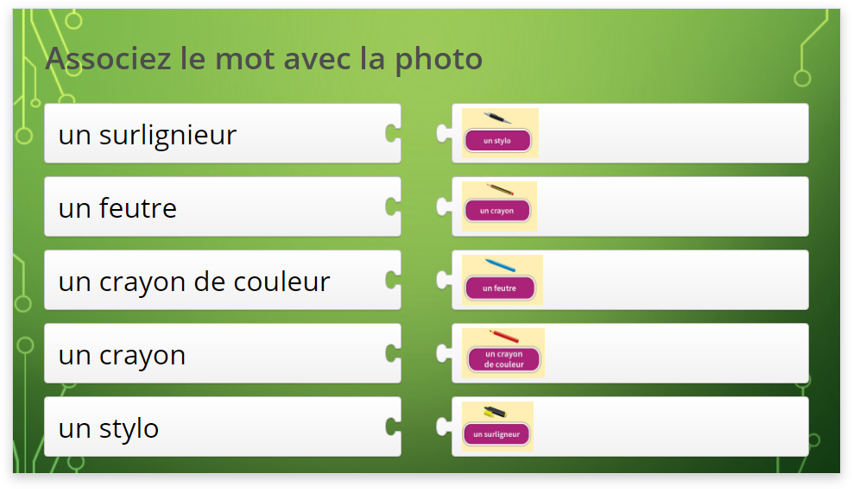 Associez le mot avec la photo
un surlignieur
un stylo
un feutre
un crayon
un crayon de couleur
un feutre
un crayon
un crayon
de couleur
un stylo
un surligneur